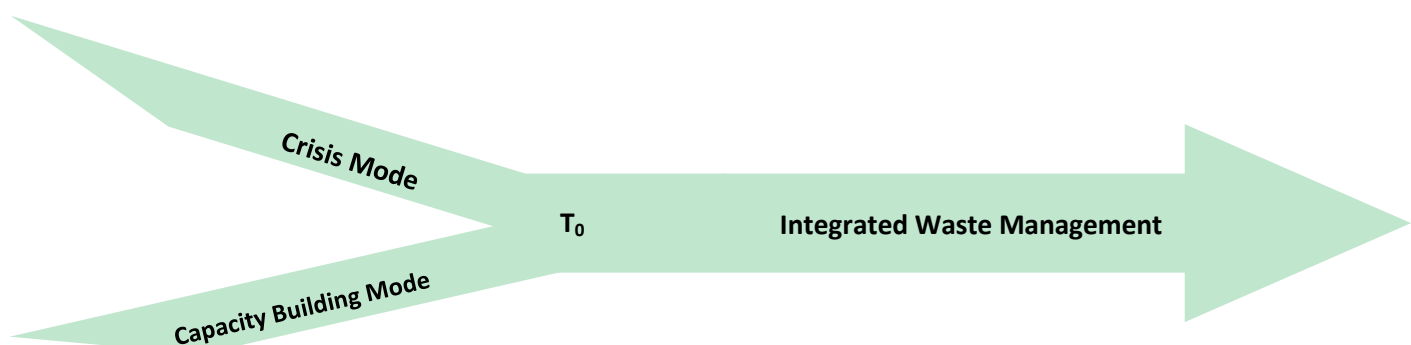 Crisis Mode
T₀
Integrated Waste Management
Capacity Building Mode